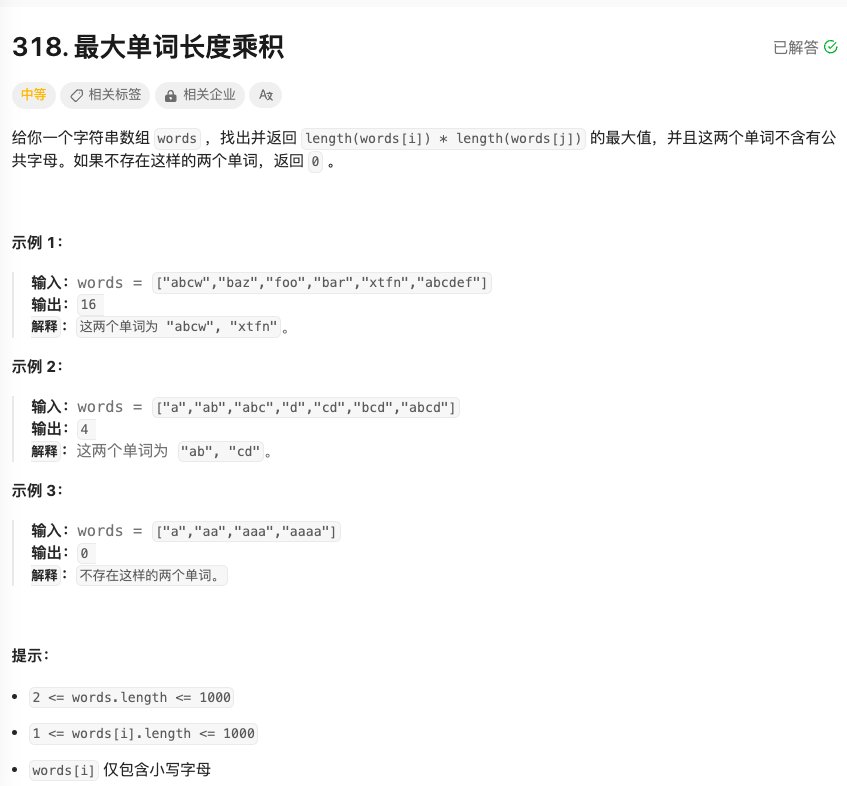 318. 最大单词长度乘积
已解答
中等 相关标签 相关企业 Aあ
给你一个字符串数组 words ，找出并返回 length(words[i]) * length(words[j]) 的最大值，并且这两个单词不含有公
共字母。如果不存在这样的两个单词，返回 0 。
示例 1：
输入：words = ["abcw","baz","foo","bar","xtfn","abcdef"]
输出：16
解释：这两个单词为 "abcw", "xtfn"。
示例 2：
输入：words = ["a","ab","abc","d","cd","bcd","abcd"]
输出：4
解释：这两个单词为 "ab", "cd"。
示例 3：
输入：words = ["a","aa","aaa","aaaa"]
输出：0
解释：不存在这样的两个单词。
提示：
• 2 <= words.length <= 1000
• 1 <= words[i].length <= 1000
• words[i] 仅包含小写字母